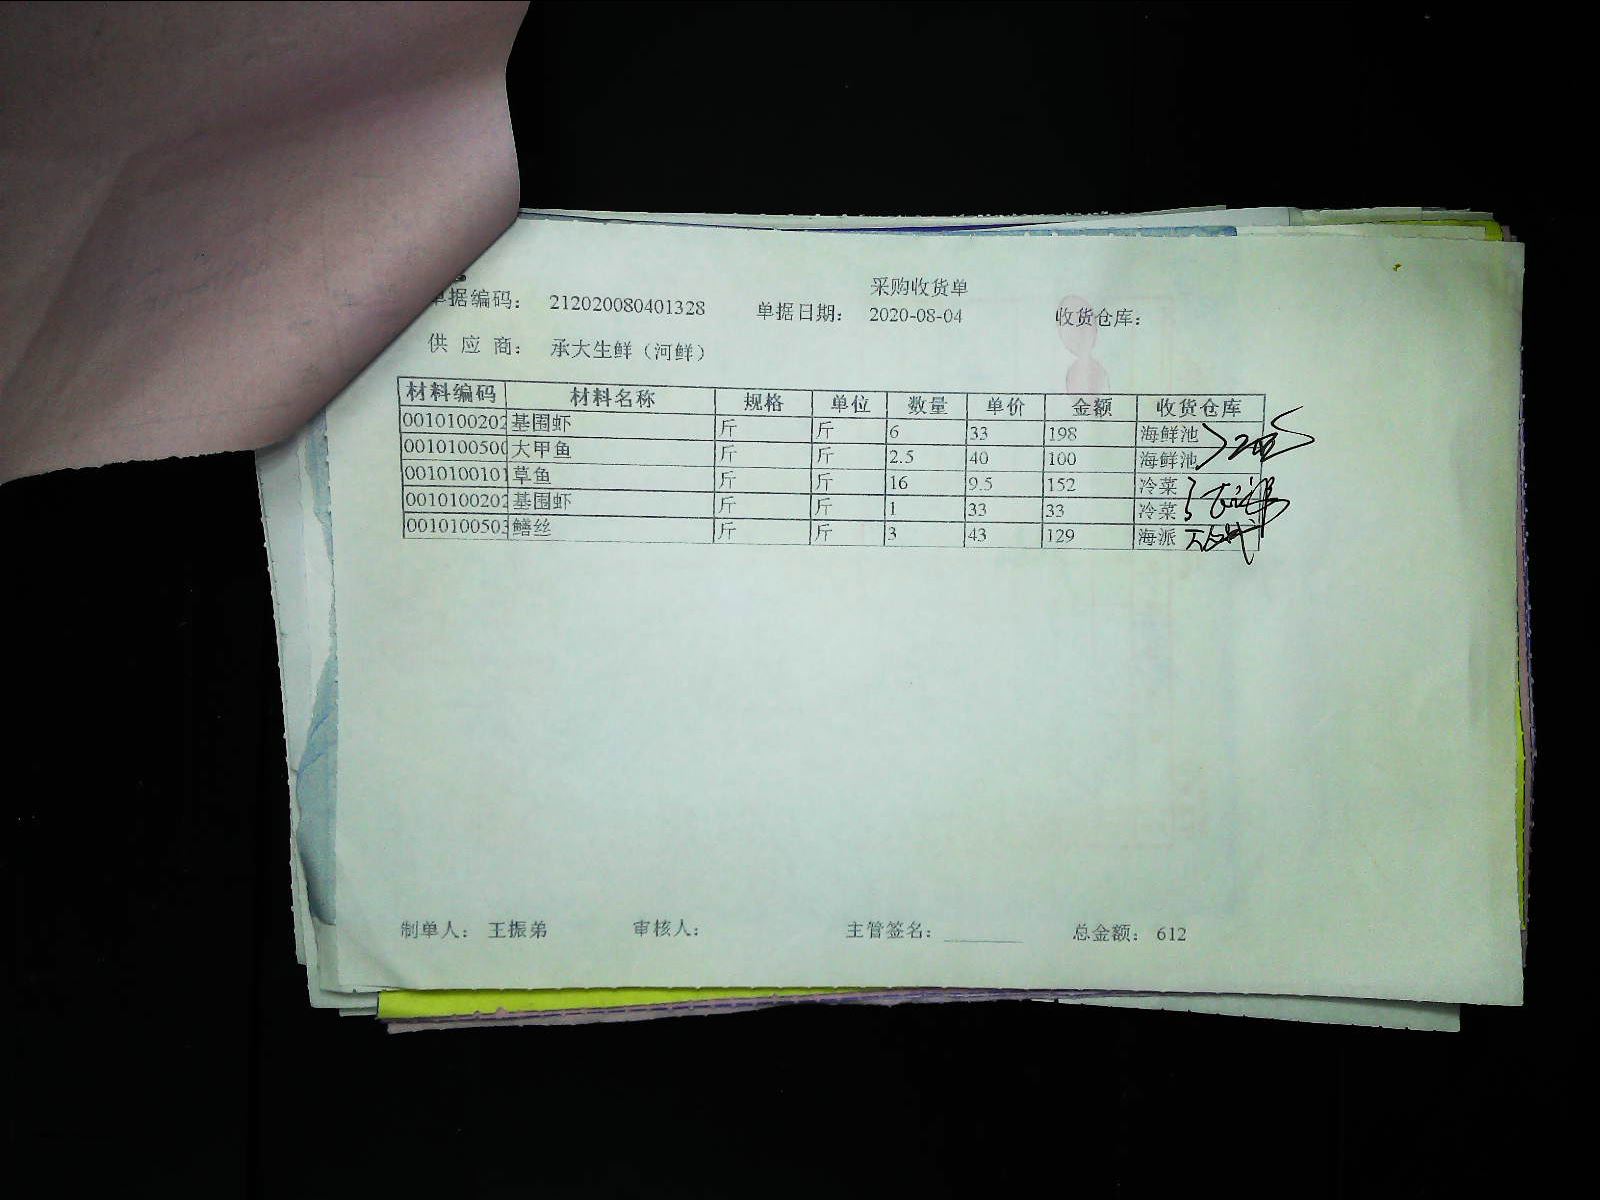 采购收货单
单据编码： 212020080401328 单据日期： 2020-08-04 收货仓库：
供 应 商： 承大生鲜（河鲜）
材料编码 材料名称 规格 单位 数量 单价 金额 收货仓库
0010100202 基围虾 斤 斤 6 33 198 海鲜池
001010050 大甲鱼 斤 斤 2.5 40 100 海鲜池
0010100101 草鱼 斤 斤 16 9.5 152 冷菜
0010100202 基围虾 斤 斤 1 33 33 冷菜
0010100503 鳝丝 斤 斤 3 43 129 海派
制单人： 王振弟 审核人： 主管签名： 总金额： 612